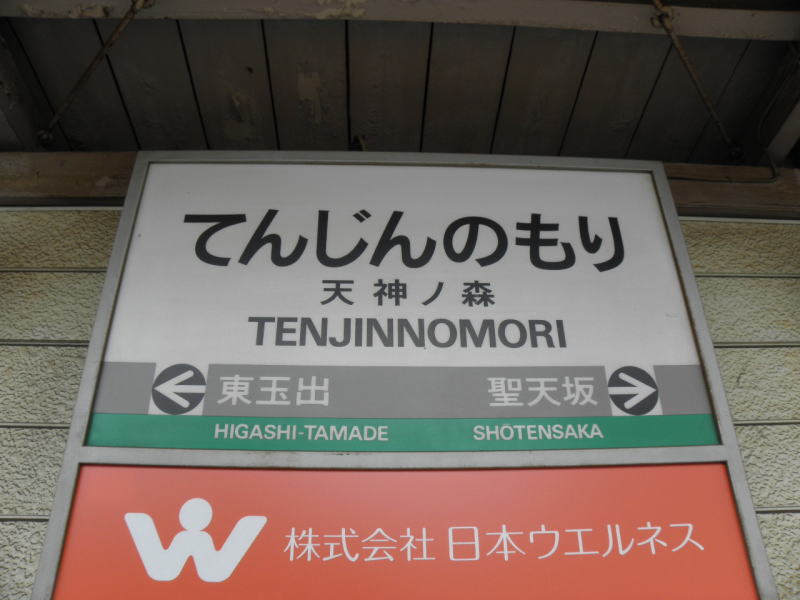 てんじんのもり
天神ノ森
TENJINNOMORI
東玉出 聖天坂
HIGASHI-TAMADE SHŌTENSAKA
株式会社 日本ウエルネス